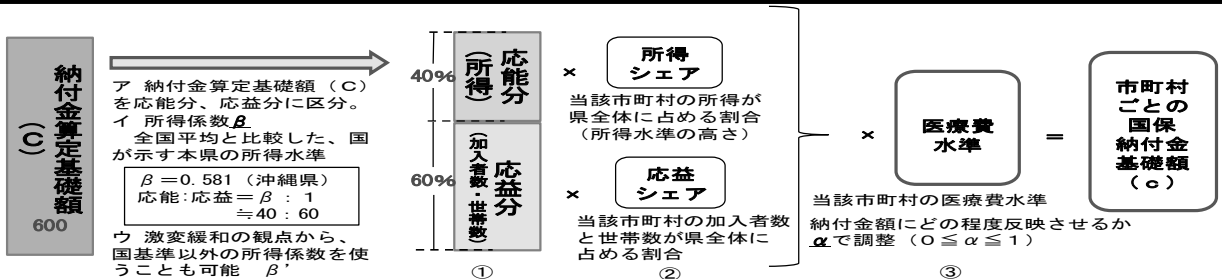 納付金算定基礎額
(C)
600
ア 納付金算定基礎額（C）
を応能分、応益分に区分。
イ 所得係数β
全国平均と比較した、国
が示す本県の所得水準
β＝0.581（沖縄県）
応能:応益＝β：1
≒40：60
ウ 激変緩和の観点から、
国基準以外の所得係数を使
うことも可能 β’
40%
応能分
(所得)
60%
応益分
(加入者数・世帯数)
①
×
所得
シェア
当該市町村の所得が
県全体に占める割合
（所得水準の高さ）
×
応益
シェア
当該市町村の加入者数
と世帯数が県全体に
占める割合
②
×
医療費
水準
当該市町村の医療費水準
納付金額にどの程度反映させるか
αで調整（0≦α≦1）
③
=
市町村
ごとの
国保
納付金
基礎額
(c)